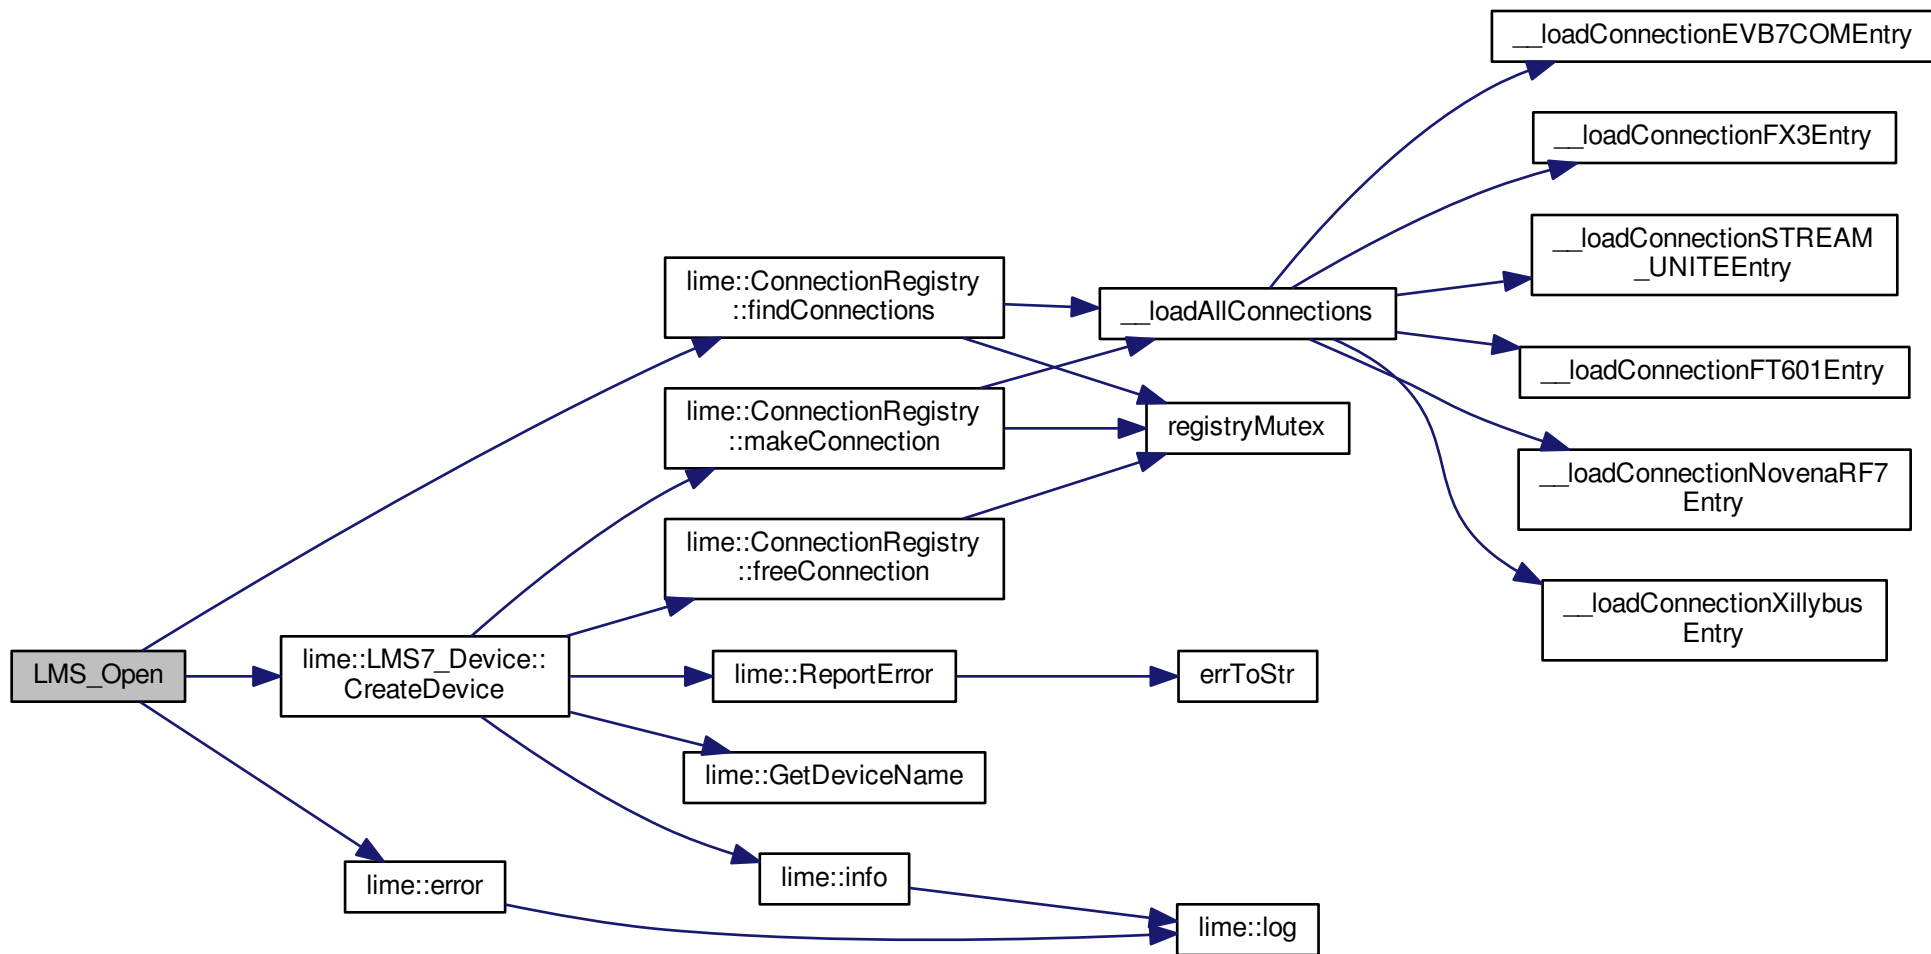 LMS_Open
lime::ConnectionRegistry
::findConnections
lime::LMS7_Device::
CreateDevice
lime::ConnectionRegistry
::makeConnection
lime::ConnectionRegistry
::freeConnection
lime::ReportError
lime::GetDeviceName
lime::info
lime::error
__loadAllConnections
registryMutex
errToStr
lime::log
__loadConnectionEVB7COMEntry
__loadConnectionFX3Entry
__loadConnectionSTREAM
_UNITEEntry
__loadConnectionFT601Entry
__loadConnectionNovenaRF7
Entry
__loadConnectionXillybus
Entry